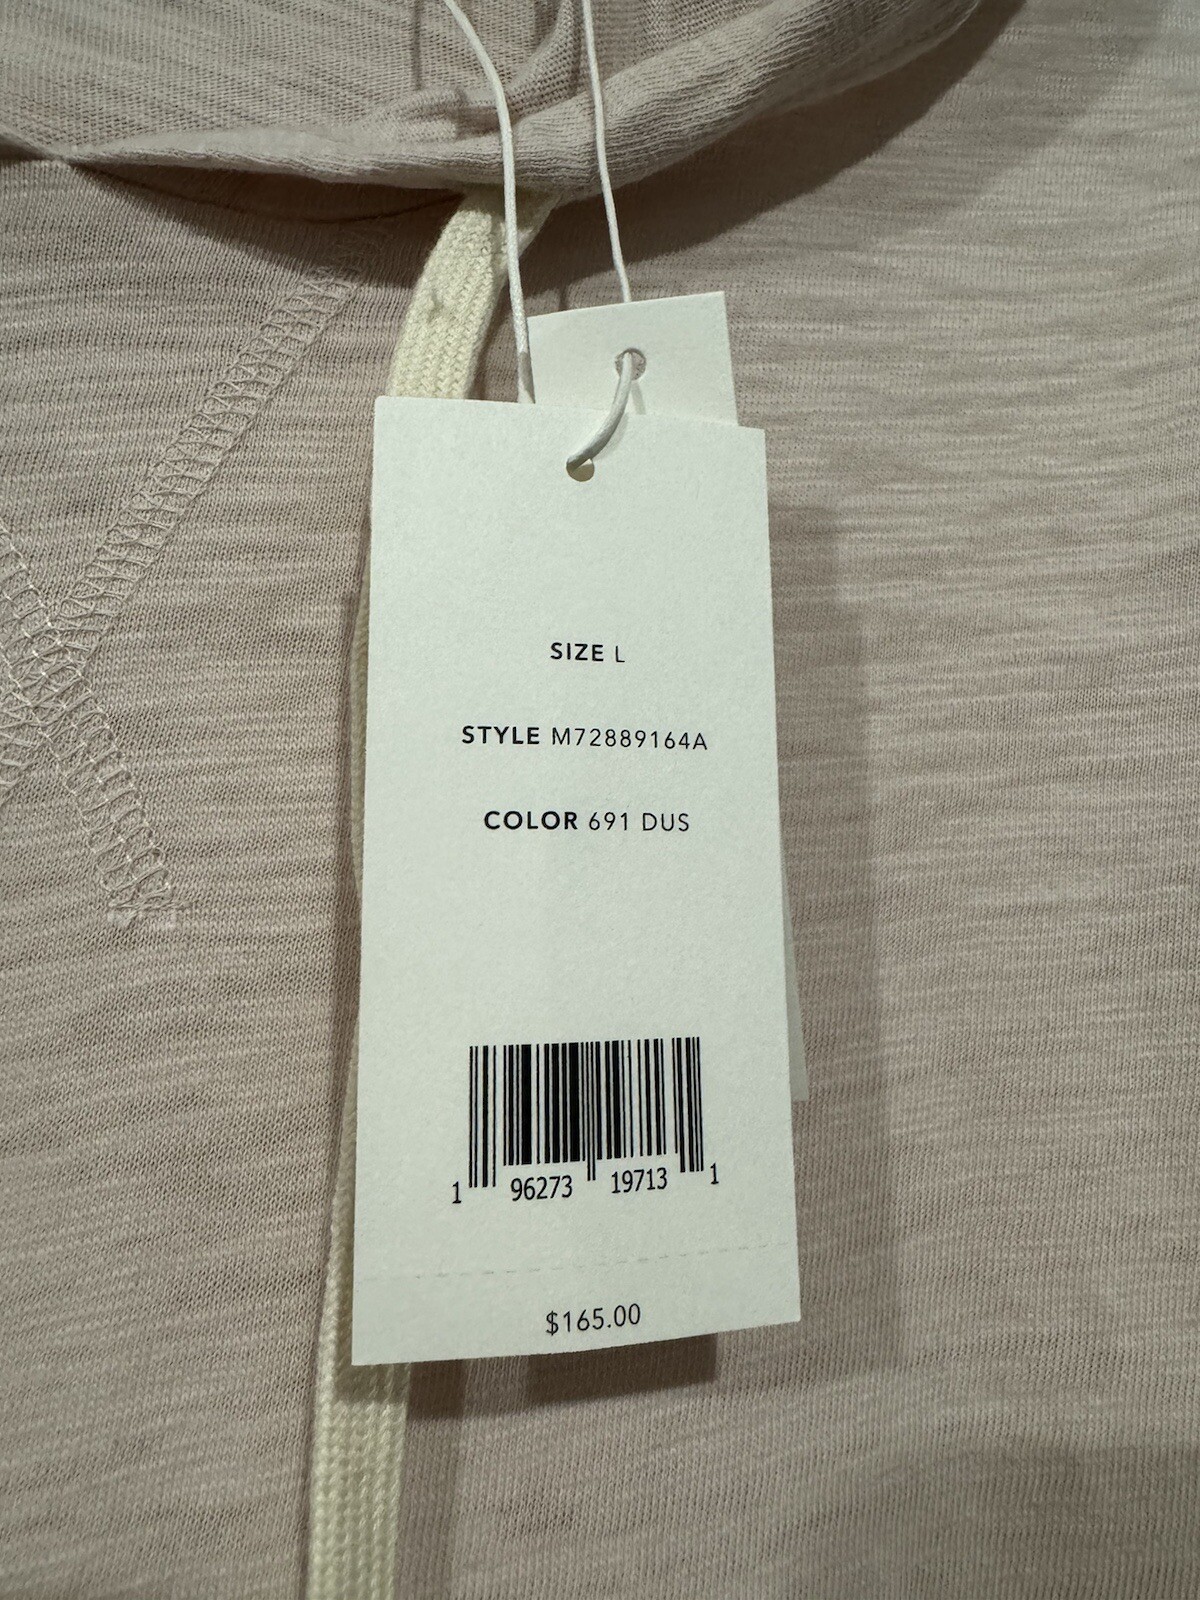 SIZE L
STYLE M72889164A
COLOR 691 DUS
1 96273 19713 1
$165.00